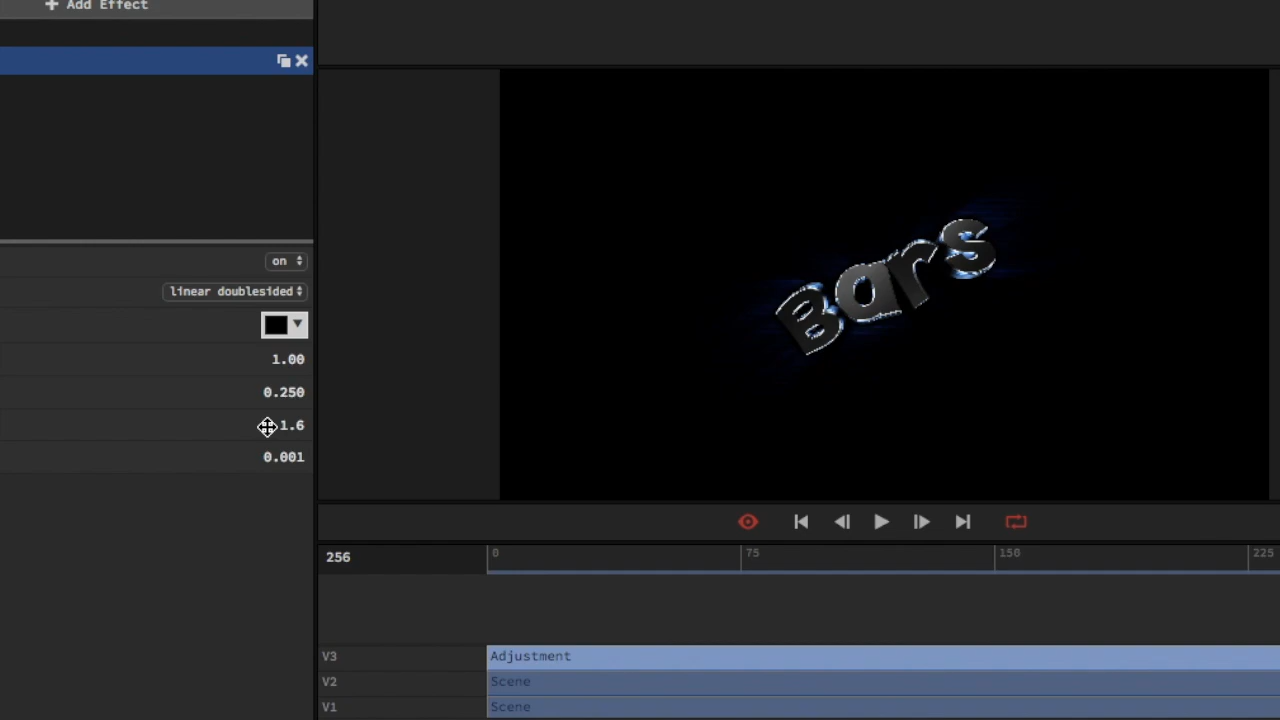 Add Effect
on
linear doublesided
1.00
0.250
1.6
0.001
Bars
256
0 75 150 225
V3 Adjustment
V2 Scene
V1 Scene